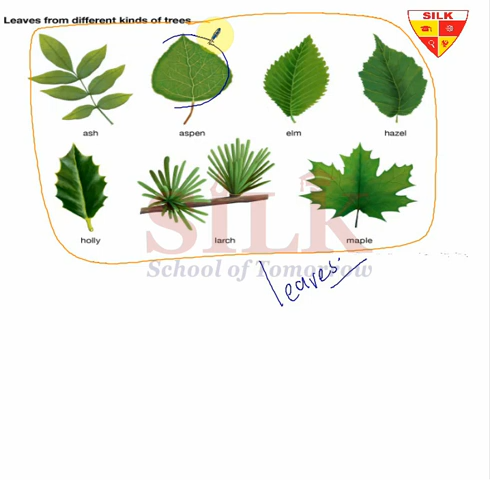 Leaves from different kinds of trees
SILK
ash
aspen
elm
hazel
holly
larch
maple
SILK
School of Tomorrow
leaves.